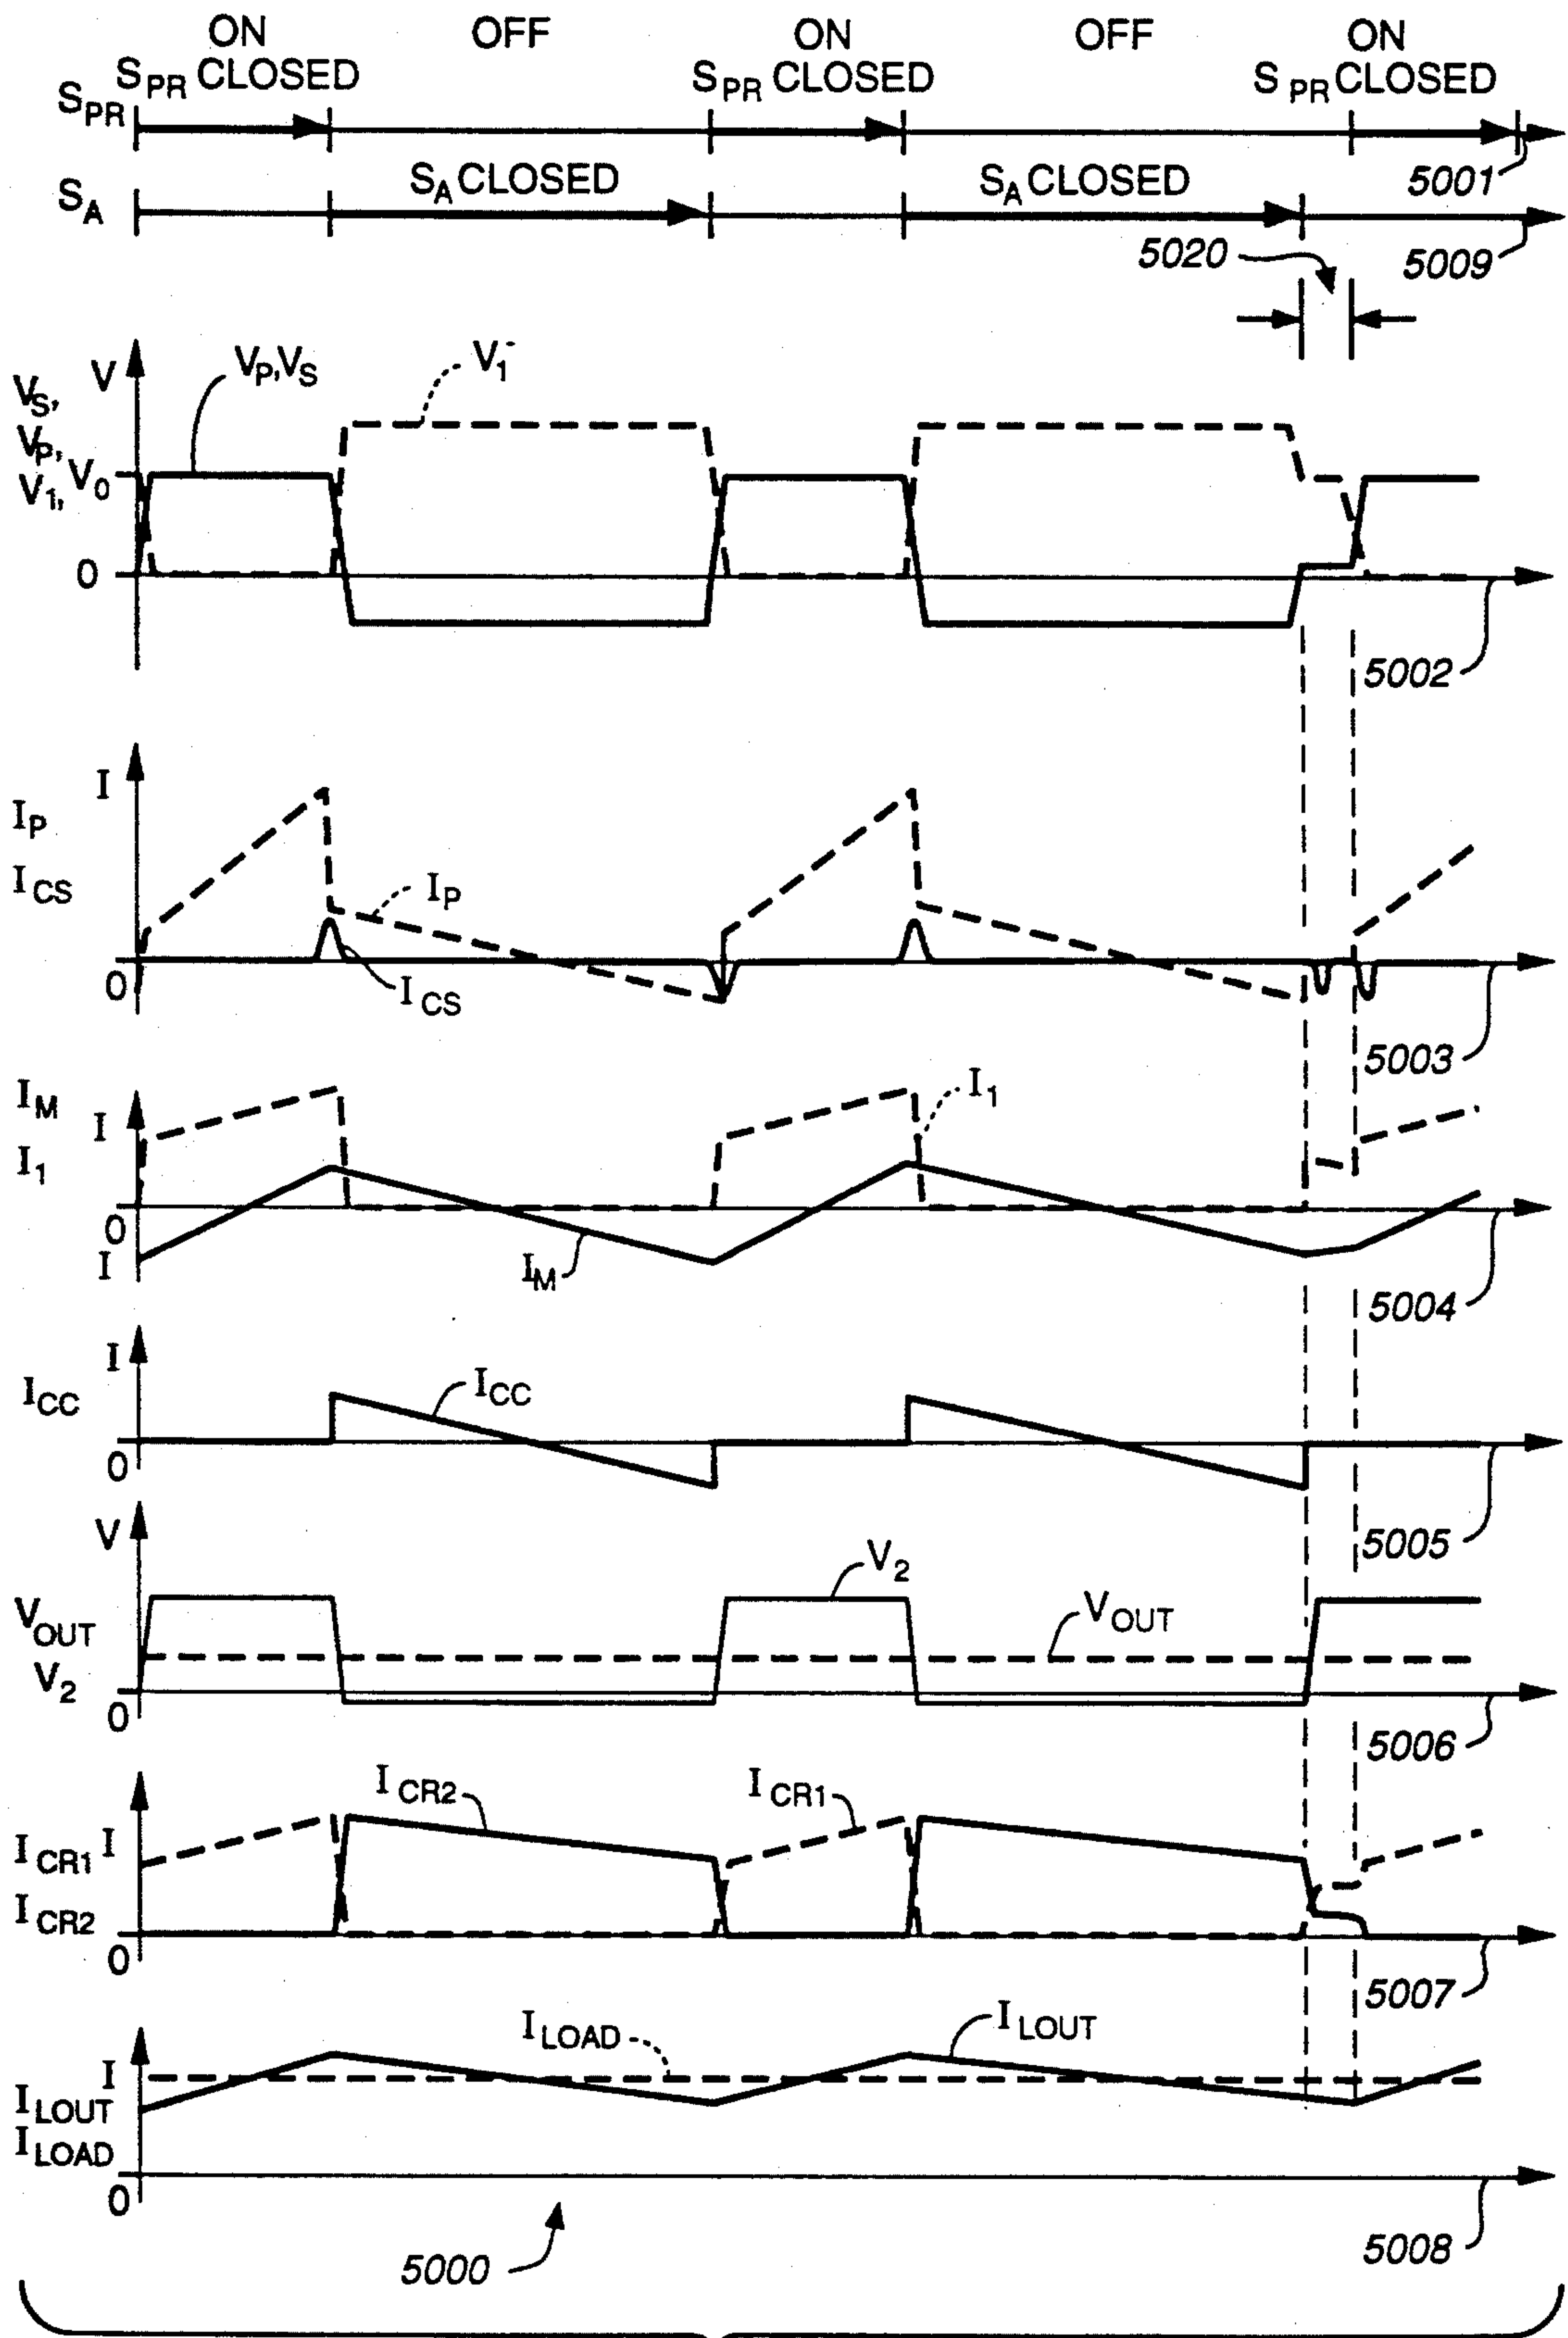 ON OFF ON OFF ON
S_PR CLOSED S_PR CLOSED S_PR CLOSED
S_PR
5001
S_A CLOSED S_A CLOSED
S_A
5020 5009
V V_P,V_S V_1
V_S,
V_P,
V_1, V_0
0
5002
I
I_P
I_CS
I_P
0
I_CS
5003
I_M
I I_1
I_1
0
I I_M
5004
I
I_CC I_CC
0
5005
V V_2
V_OUT V_OUT
V_2
0
5006
I_CR2 I_CR1
I_CR1 I
I_CR2
0
5007
I_LOAD I_LOUT
I
I_LOUT
I_LOAD
0
5000 5008